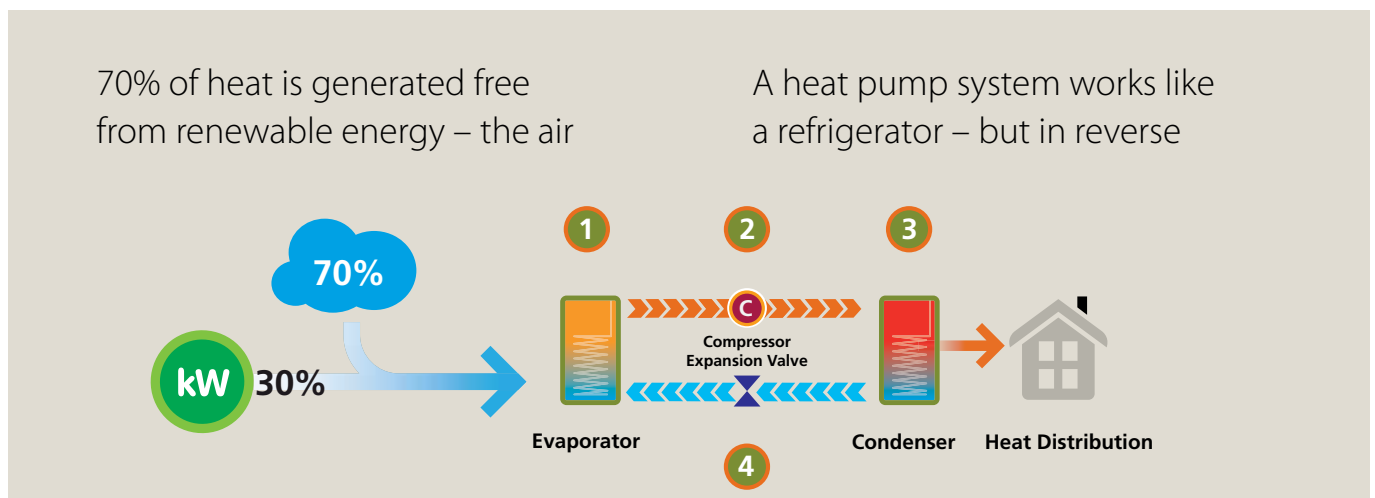 70% of heat is generated free
from renewable energy – the air
A heat pump system works like
a refrigerator – but in reverse
70%
kW
30%
1
2
3
C
Compressor
Expansion Valve
Evaporator
Condenser
Heat Distribution
4